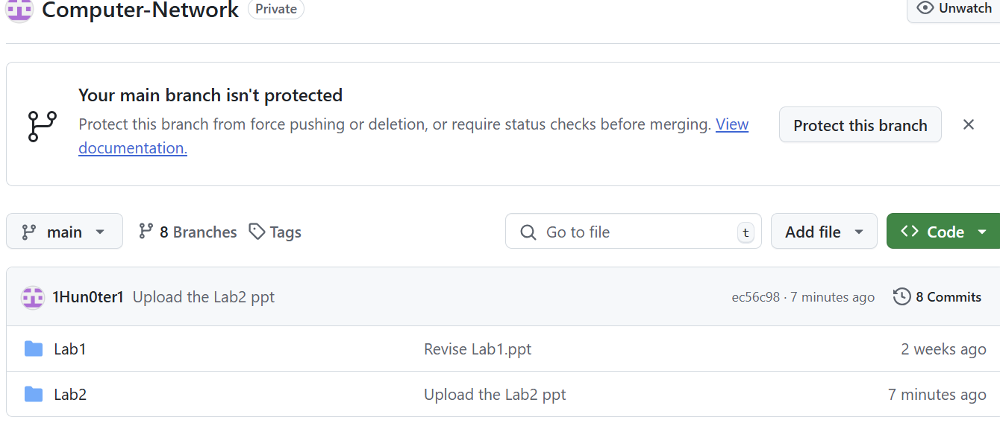 Computer-Network Private Unwatch
Your main branch isn't protected
Protect this branch from force pushing or deletion, or require status checks before merging. View
documentation.
Protect this branch
main 8 Branches Tags Go to file t Add file Code
1Hun0ter1 Upload the Lab2 ppt ec56c98 · 7 minutes ago 8 Commits
Lab1 Revise Lab1.ppt 2 weeks ago
Lab2 Upload the Lab2 ppt 7 minutes ago